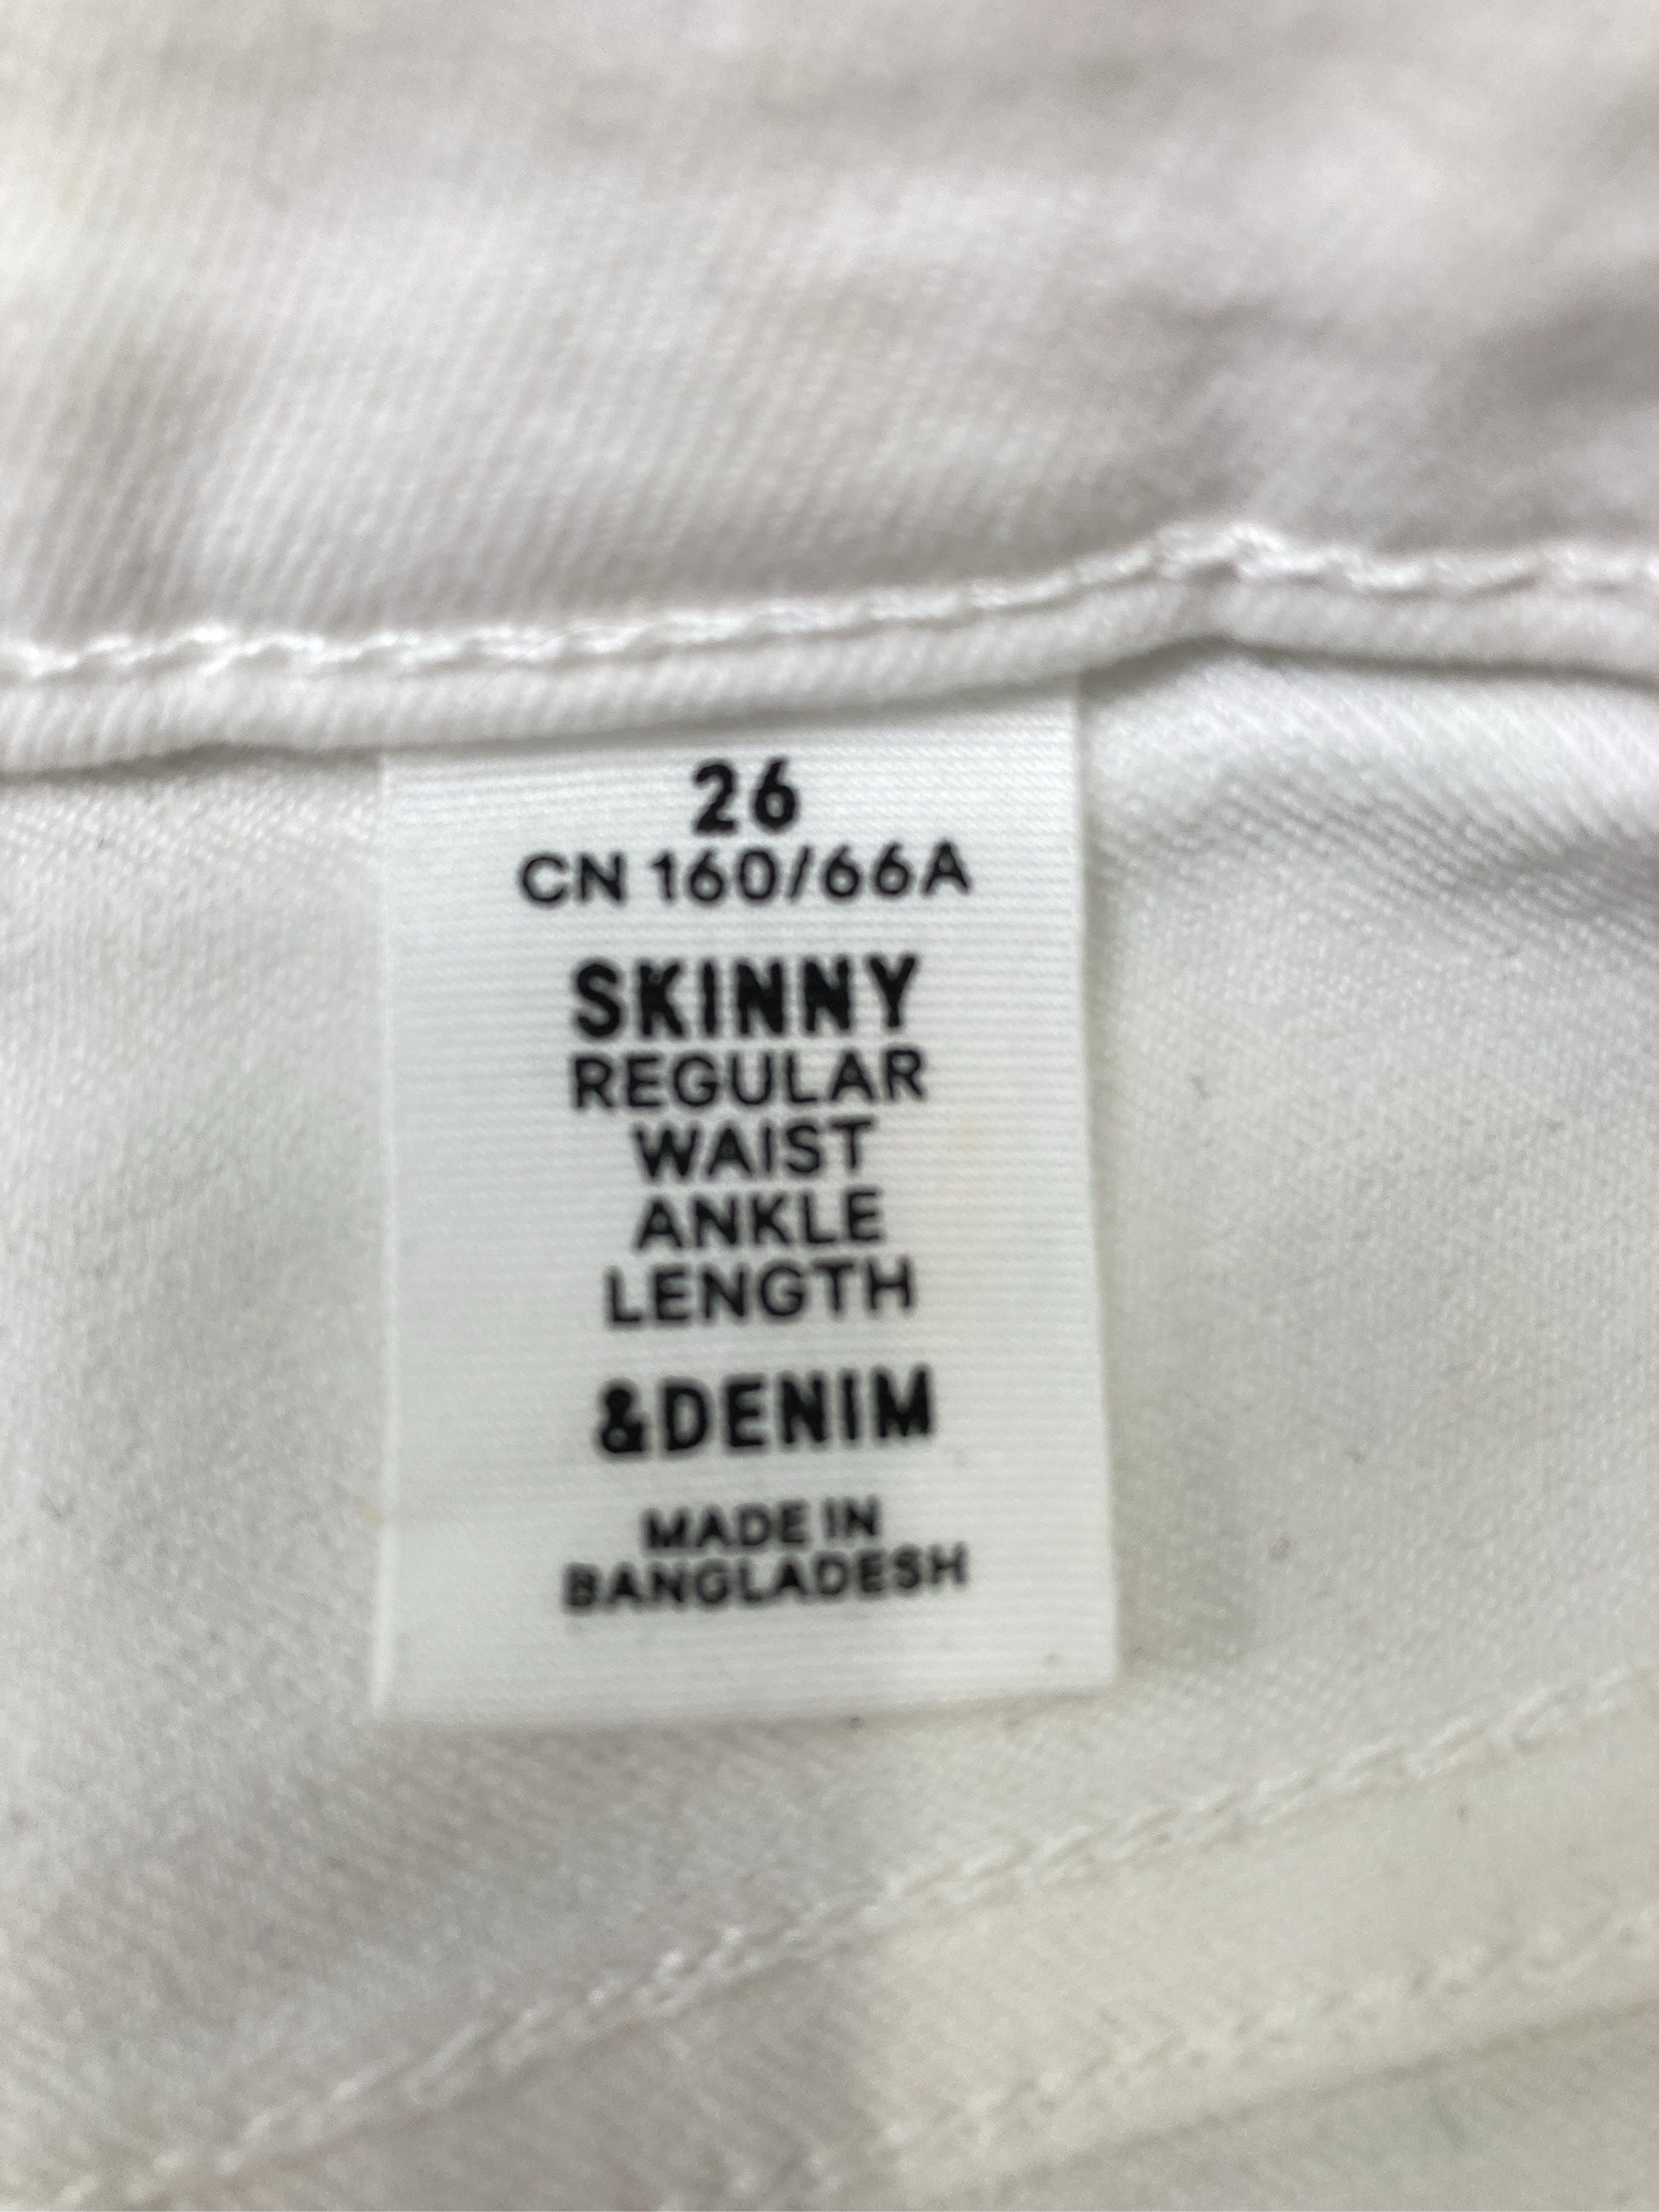 26
CN 160/66A
SKINNY
REGULAR
WAIST
ANKLE
LENGTH
&DENIM
MADE IN
BANGLADESH